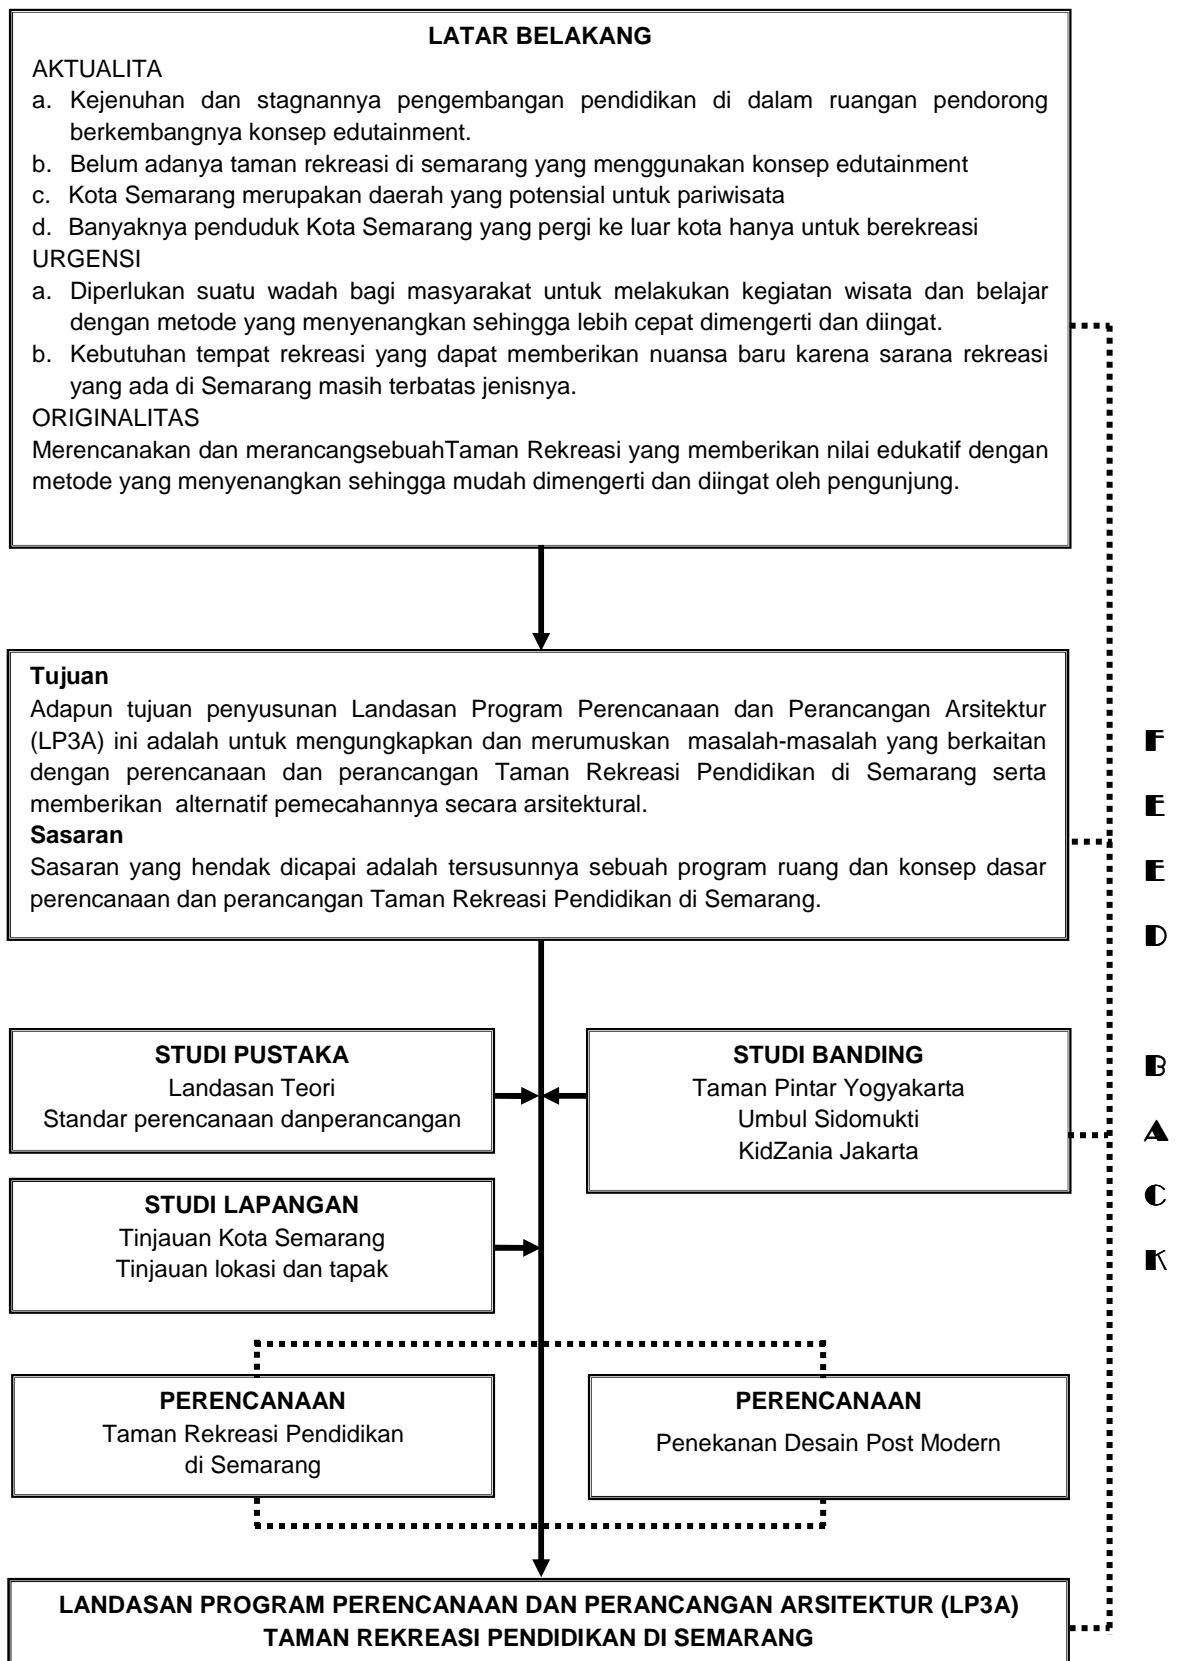 LATAR BELAKANG
AKTUALITA
a. Kejenuhan dan stagnannya pengembangan pendidikan di dalam ruangan pendorong
berkembangnya konsep edutainment.
b. Belum adanya taman rekreasi di semarang yang menggunakan konsep edutainment
c. Kota Semarang merupakan daerah yang potensial untuk pariwisata
d. Banyaknya penduduk Kota Semarang yang pergi ke luar kota hanya untuk berekreasi
URGENSI
a. Diperlukan suatu wadah bagi masyarakat untuk melakukan kegiatan wisata dan belajar
dengan metode yang menyenangkan sehingga lebih cepat dimengerti dan diingat.
b. Kebutuhan tempat rekreasi yang dapat memberikan nuansa baru karena sarana rekreasi
yang ada di Semarang masih terbatas jenisnya.
ORIGINALITAS
Merencanakan dan merancangsebuahTaman Rekreasi yang memberikan nilai edukatif dengan
metode yang menyenangkan sehingga mudah dimengerti dan diingat oleh pengunjung.
Tujuan
Adapun tujuan penyusunan Landasan Program Perencanaan dan Perancangan Arsitektur
(LP3A) ini adalah untuk mengungkapkan dan merumuskan masalah-masalah yang berkaitan
dengan perencanaan dan perancangan Taman Rekreasi Pendidikan di Semarang serta
memberikan alternatif pemecahannya secara arsitektural.
Sasaran
Sasaran yang hendak dicapai adalah tersusunnya sebuah program ruang dan konsep dasar
perencanaan dan perancangan Taman Rekreasi Pendidikan di Semarang.
STUDI PUSTAKA
Landasan Teori
Standar perencanaan danperancangan
STUDI BANDING
Taman Pintar Yogyakarta
Umbul Sidomukti
KidZania Jakarta
STUDI LAPANGAN
Tinjauan Kota Semarang
Tinjauan lokasi dan tapak
PERENCANAAN
Taman Rekreasi Pendidikan
di Semarang
PERENCANAAN
Penekanan Desain Post Modern
LANDASAN PROGRAM PERENCANAAN DAN PERANCANGAN ARSITEKTUR (LP3A)
TAMAN REKREASI PENDIDIKAN DI SEMARANG
F
E
E
D
B
A
C
K